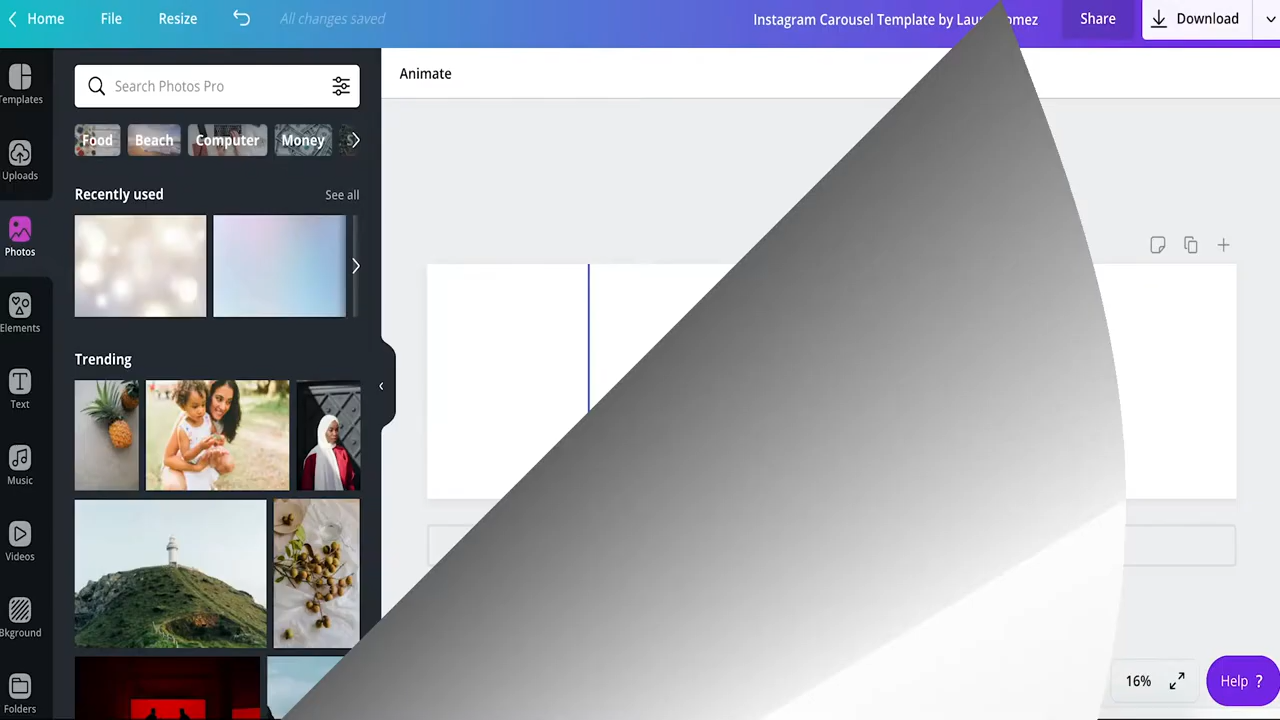 Home File Resize All changes saved Instagram Carousel Template by Lau omez Share Download
Animate
Search Photos Pro
Food Beach Computer Money
Recently used See all
Trending
Templates
Uploads
Photos
Elements
Text
Music
Videos
Bkground
Folders
16% Help ?